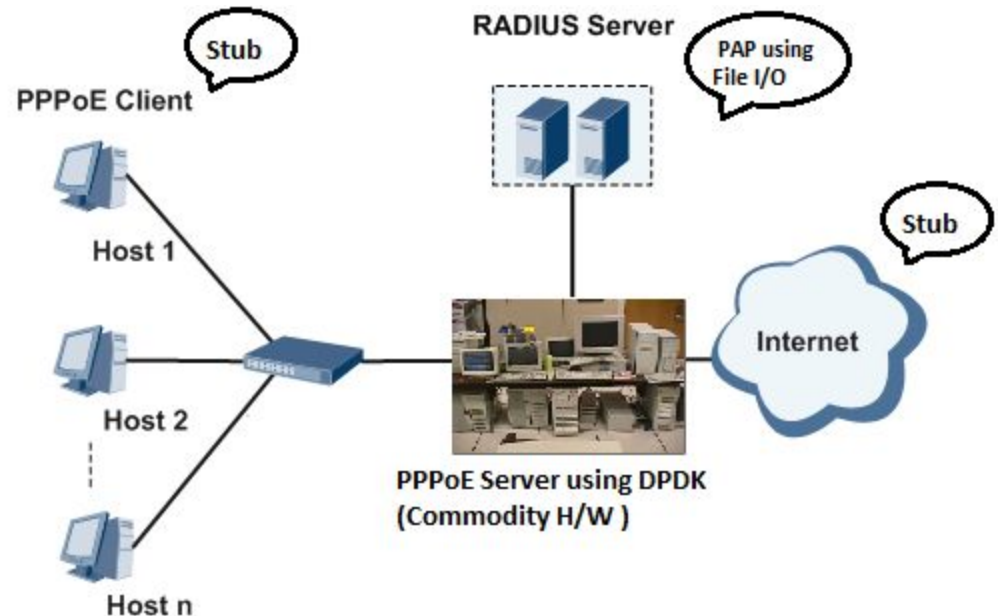 Stub
RADIUS Server
PAP using
File I/O
PPPoE Client
Stub
Host 1
Internet
Host 2
PPPoE Server using DPDK
(Commodity H/W )
Host n